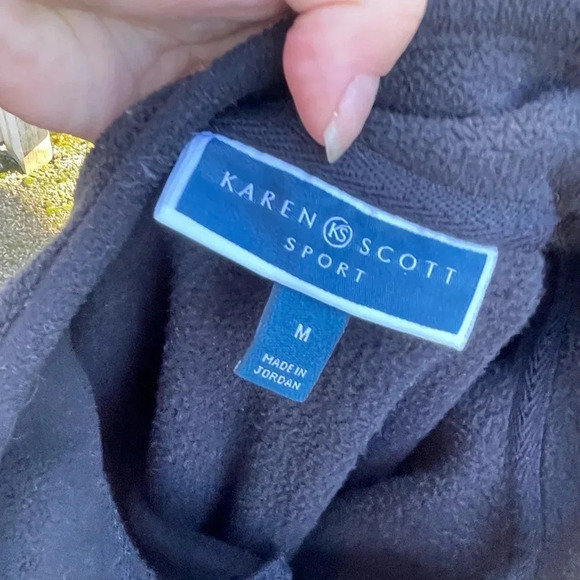 KAREN KS SCOTT
SPORT
M
MADE IN
JORDAN